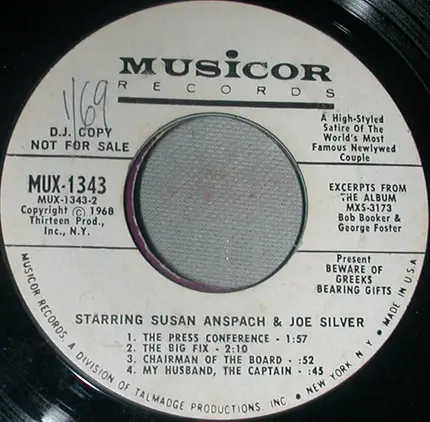 MUSICOR
RECORDS
1/69
D.J. COPY
NOT FOR SALE
A High-Styled
Satire Of The
World's Most
Famous Newlywed
Couple
MUX-1343
MUX-1343-2
Copyright © 1968
Thirteen Prod.,
Inc., N.Y.
EXCERPTS FROM
THE ALBUM
MXS-3173
Bob Booker &
George Foster
Present
BEWARE OF
GREEKS
BEARING GIFTS
STARRING SUSAN ANSPACH & JOE SILVER
1. THE PRESS CONFERENCE - 1:57
2. THE BIG FIX - 2:10
3. CHAIRMAN OF THE BOARD - :52
4. MY HUSBAND, THE CAPTAIN - :45
MUSICOR RECORDS, A DIVISION OF TALMADGE PRODUCTIONS, INC. • NEW YORK, N.Y. • MADE IN U.S.A.